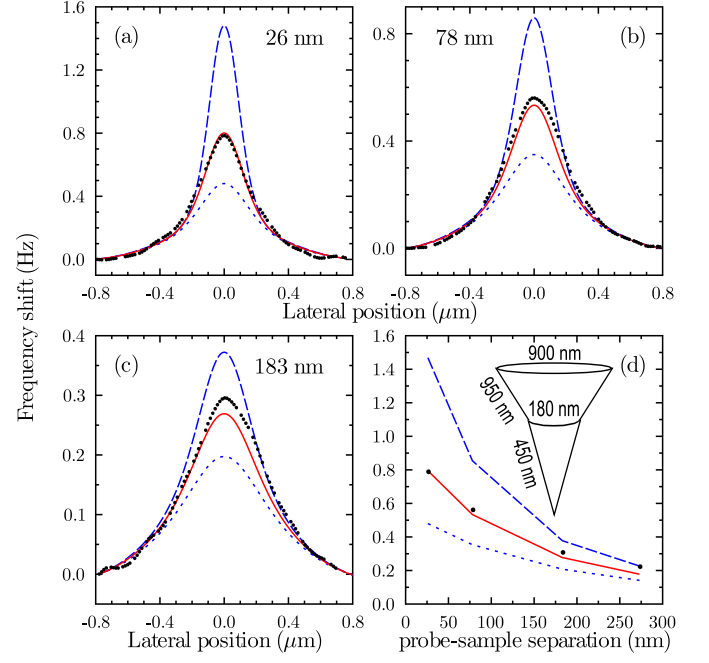 Frequency shift (Hz)
(a) 26 nm
1.6
1.2
0.8
0.4
0.0
-0.8 -0.4 0.0 0.4 0.8
78 nm (b)
0.8
0.4
0.0
-0.8 -0.4 0.0 0.4 0.8
Lateral position (μm)
(c) 183 nm
0.4
0.3
0.2
0.1
0.0
-0.8 -0.4 0.0 0.4 0.8
Lateral position (μm)
(d)
900 nm
950 nm
180 nm
450 nm
1.6
1.4
1.2
1.0
0.8
0.6
0.4
0.2
0.0
0 50 100 150 200 250 300
probe-sample separation (nm)